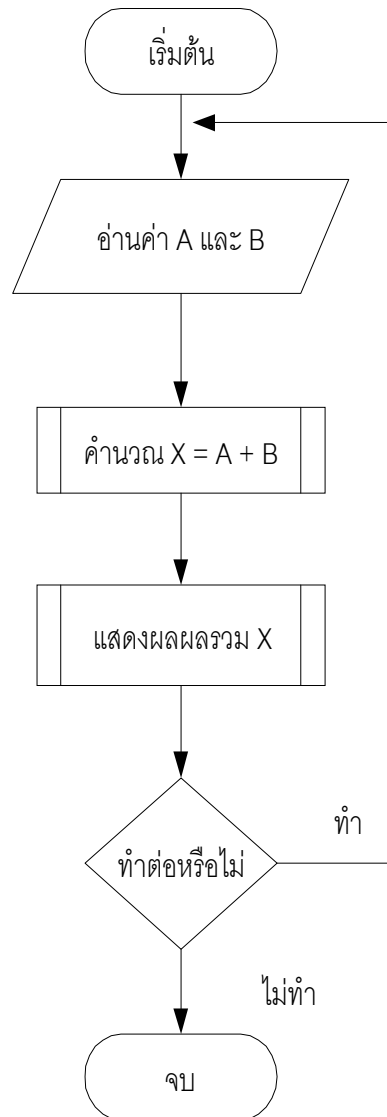 เริ่มต้น
อ่านค่า A และ B
คำนวณ X = A + B
แสดงผลผลรวม X
ทำต่อหรือไม่
ทำ
ไม่ทำ
จบ